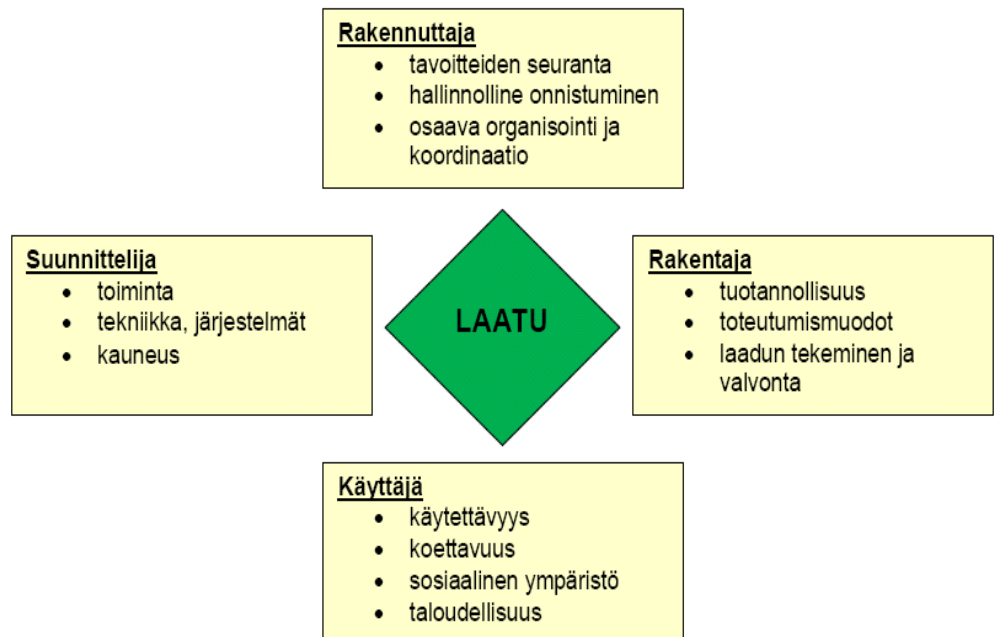 Rakennuttaja
• tavoitteiden seuranta
• hallinnolline onnistuminen
• osaava organisointi ja
koordinaatio
Suunnittelija
• toiminta
• tekniikka, järjestelmät
• kauneus
LAATU
Rakentaja
• tuotannollisuus
• toteutumismuodot
• laadun tekeminen ja
valvonta
Käyttäjä
• käytettävyys
• koettavuus
• sosiaalinen ympäristö
• taloudellisuus